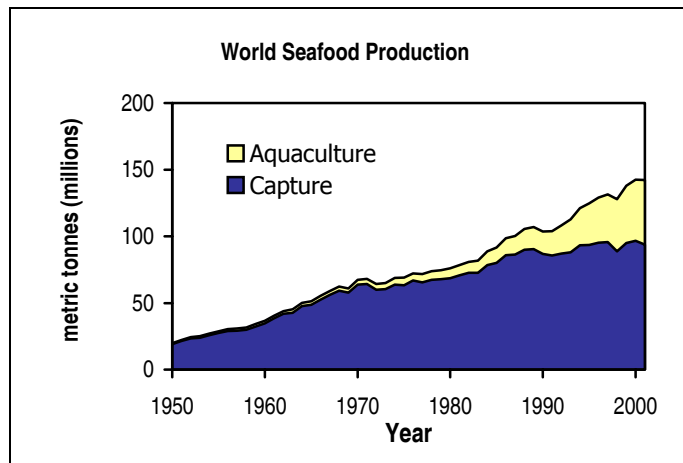 World Seafood Production
metric tonnes (millions)
200
150
100
50
0
Aquaculture
Capture
1950 1960 1970 1980 1990 2000
Year